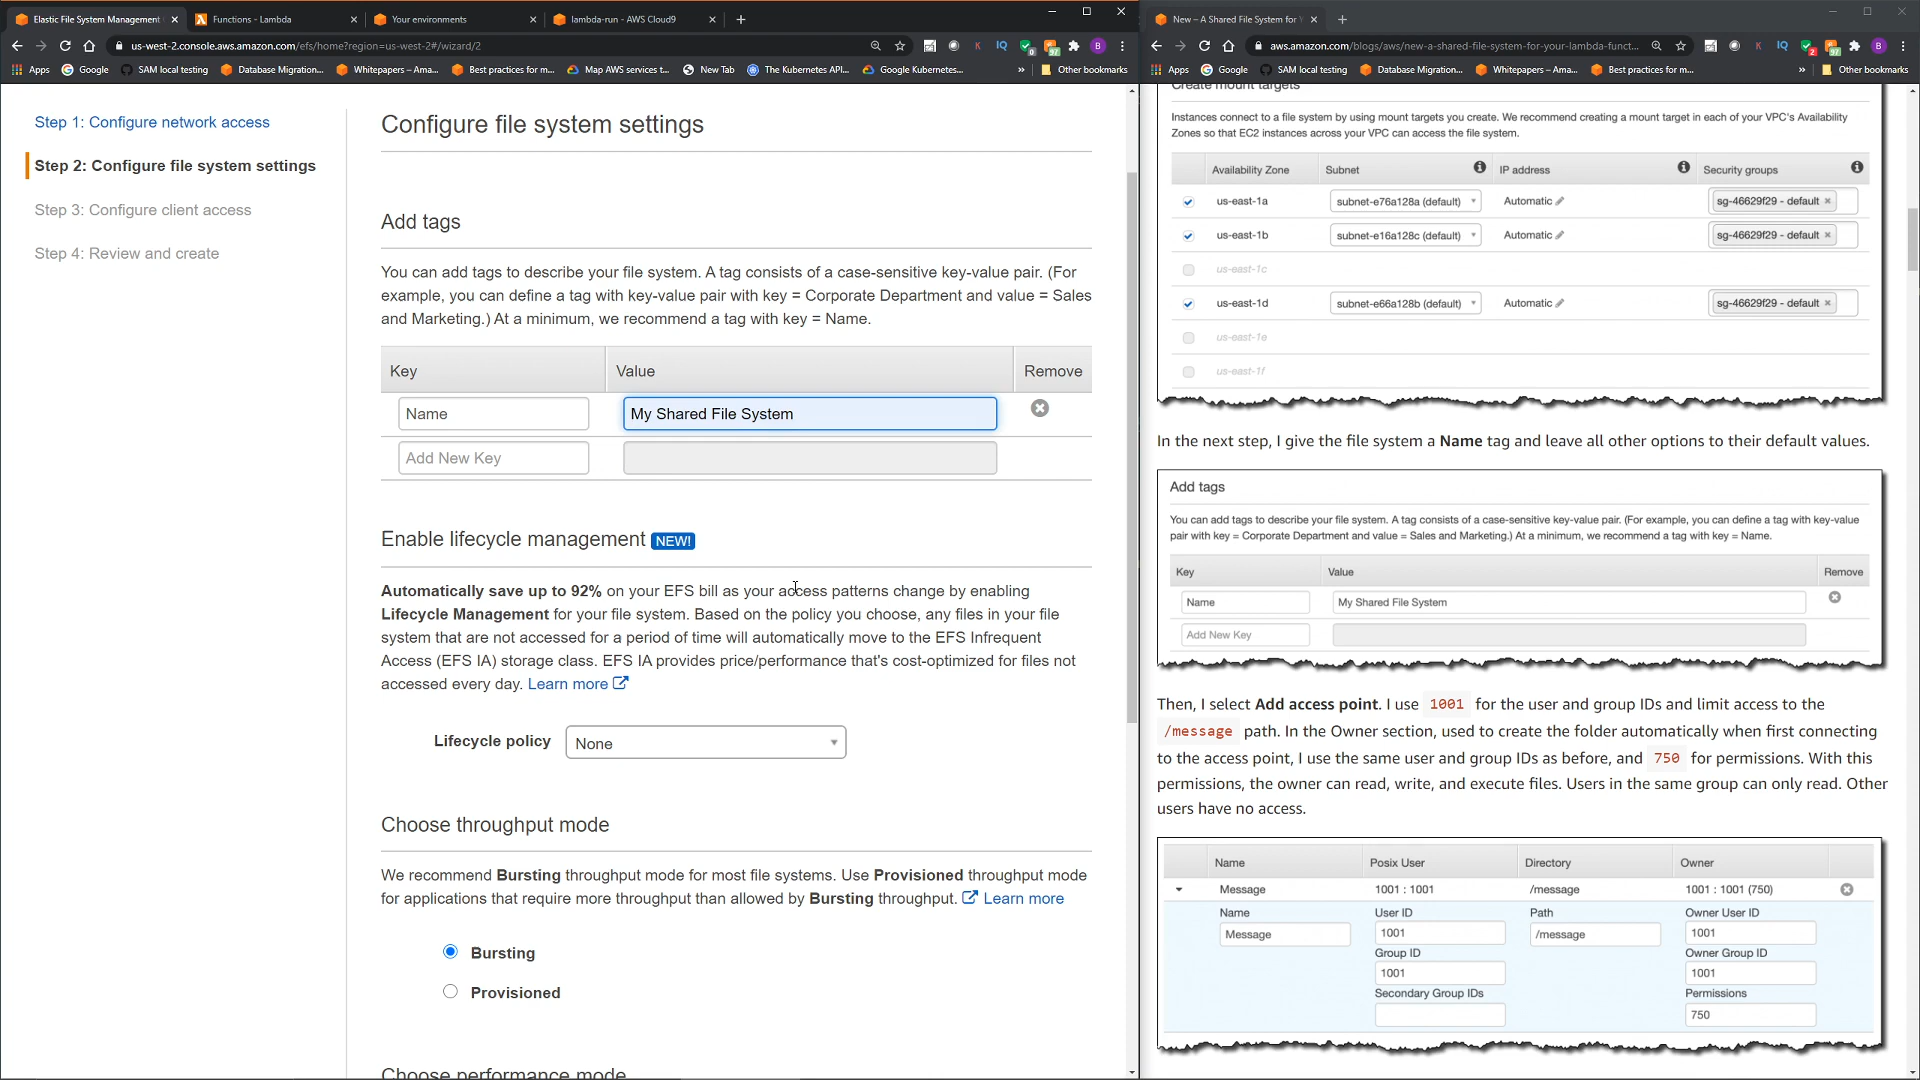 Elastic File System Management
Functions - Lambda
Your environments
lambda-run - AWS Cloud9
us-west-2.console.aws.amazon.com/efs/home?region=us-west-2#/wizard/2
Apps
Google
SAM local testing
Database Migration...
Whitepapers – Ama...
Best practices for m...
Map AWS services t...
New Tab
The Kubernetes API...
Google Kubernetes...
»
Other bookmarks
Step 1: Configure network access
Step 2: Configure file system settings
Step 3: Configure client access
Step 4: Review and create
Configure file system settings
Add tags
You can add tags to describe your file system. A tag consists of a case-sensitive key-value pair. (For
example, you can define a tag with key-value pair with key = Corporate Department and value = Sales
and Marketing.) At a minimum, we recommend a tag with key = Name.
Key Value Remove
Name My Shared File System
Add New Key
Enable lifecycle management NEW!
Automatically save up to 92% on your EFS bill as your access patterns change by enabling
Lifecycle Management for your file system. Based on the policy you choose, any files in your file
system that are not accessed for a period of time will automatically move to the EFS Infrequent
Access (EFS IA) storage class. EFS IA provides price/performance that's cost-optimized for files not
accessed every day. Learn more
Lifecycle policy None
Choose throughput mode
We recommend Bursting throughput mode for most file systems. Use Provisioned throughput mode
for applications that require more throughput than allowed by Bursting throughput. Learn more
Bursting
Provisioned
Choose performance mode
New – A Shared File System for Y
aws.amazon.com/blogs/aws/new-a-shared-file-system-for-your-lambda-funct...
Apps
Google
SAM local testing
Database Migration...
Whitepapers – Ama...
Best practices for m...
»
Other bookmarks
Create mount targets
Instances connect to a file system by using mount targets you create. We recommend creating a mount target in each of your VPC's Availability
Zones so that EC2 instances across your VPC can access the file system.
Availability Zone Subnet IP address Security groups
us-east-1a subnet-e76a128a (default) Automatic sg-46629f29 - default ×
us-east-1b subnet-e16a128c (default) Automatic sg-46629f29 - default ×
us-east-1c
us-east-1d subnet-e66a128b (default) Automatic sg-46629f29 - default ×
us-east-1e
us-east-1f
In the next step, I give the file system a Name tag and leave all other options to their default values.
Add tags
You can add tags to describe your file system. A tag consists of a case-sensitive key-value pair. (For example, you can define a tag with key-value
pair with key = Corporate Department and value = Sales and Marketing.) At a minimum, we recommend a tag with key = Name.
Key Value Remove
Name My Shared File System
Add New Key
Then, I select Add access point. I use 1001 for the user and group IDs and limit access to the
/message path. In the Owner section, used to create the folder automatically when first connecting
to the access point, I use the same user and group IDs as before, and 750 for permissions. With this
permissions, the owner can read, write, and execute files. Users in the same group can only read. Other
users have no access.
Name Posix User Directory Owner
Message 1001 : 1001 /message 1001 : 1001 (750)
Name User ID Path Owner User ID
Message 1001 /message 1001
Group ID Owner Group ID
1001 1001
Secondary Group IDs Permissions
750